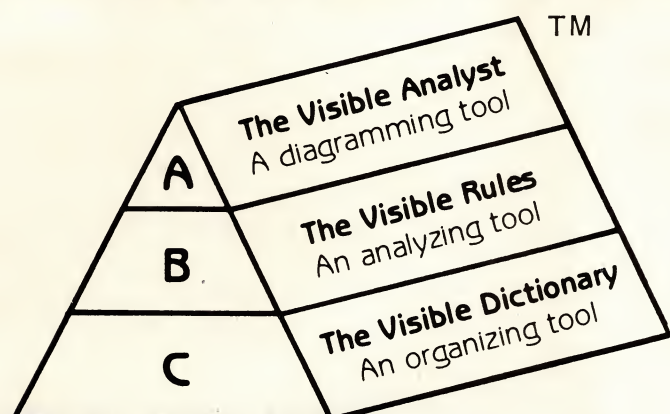 TM
The Visible Analyst
A diagramming tool
A
The Visible Rules
An analyzing tool
B
The Visible Dictionary
An organizing tool
C